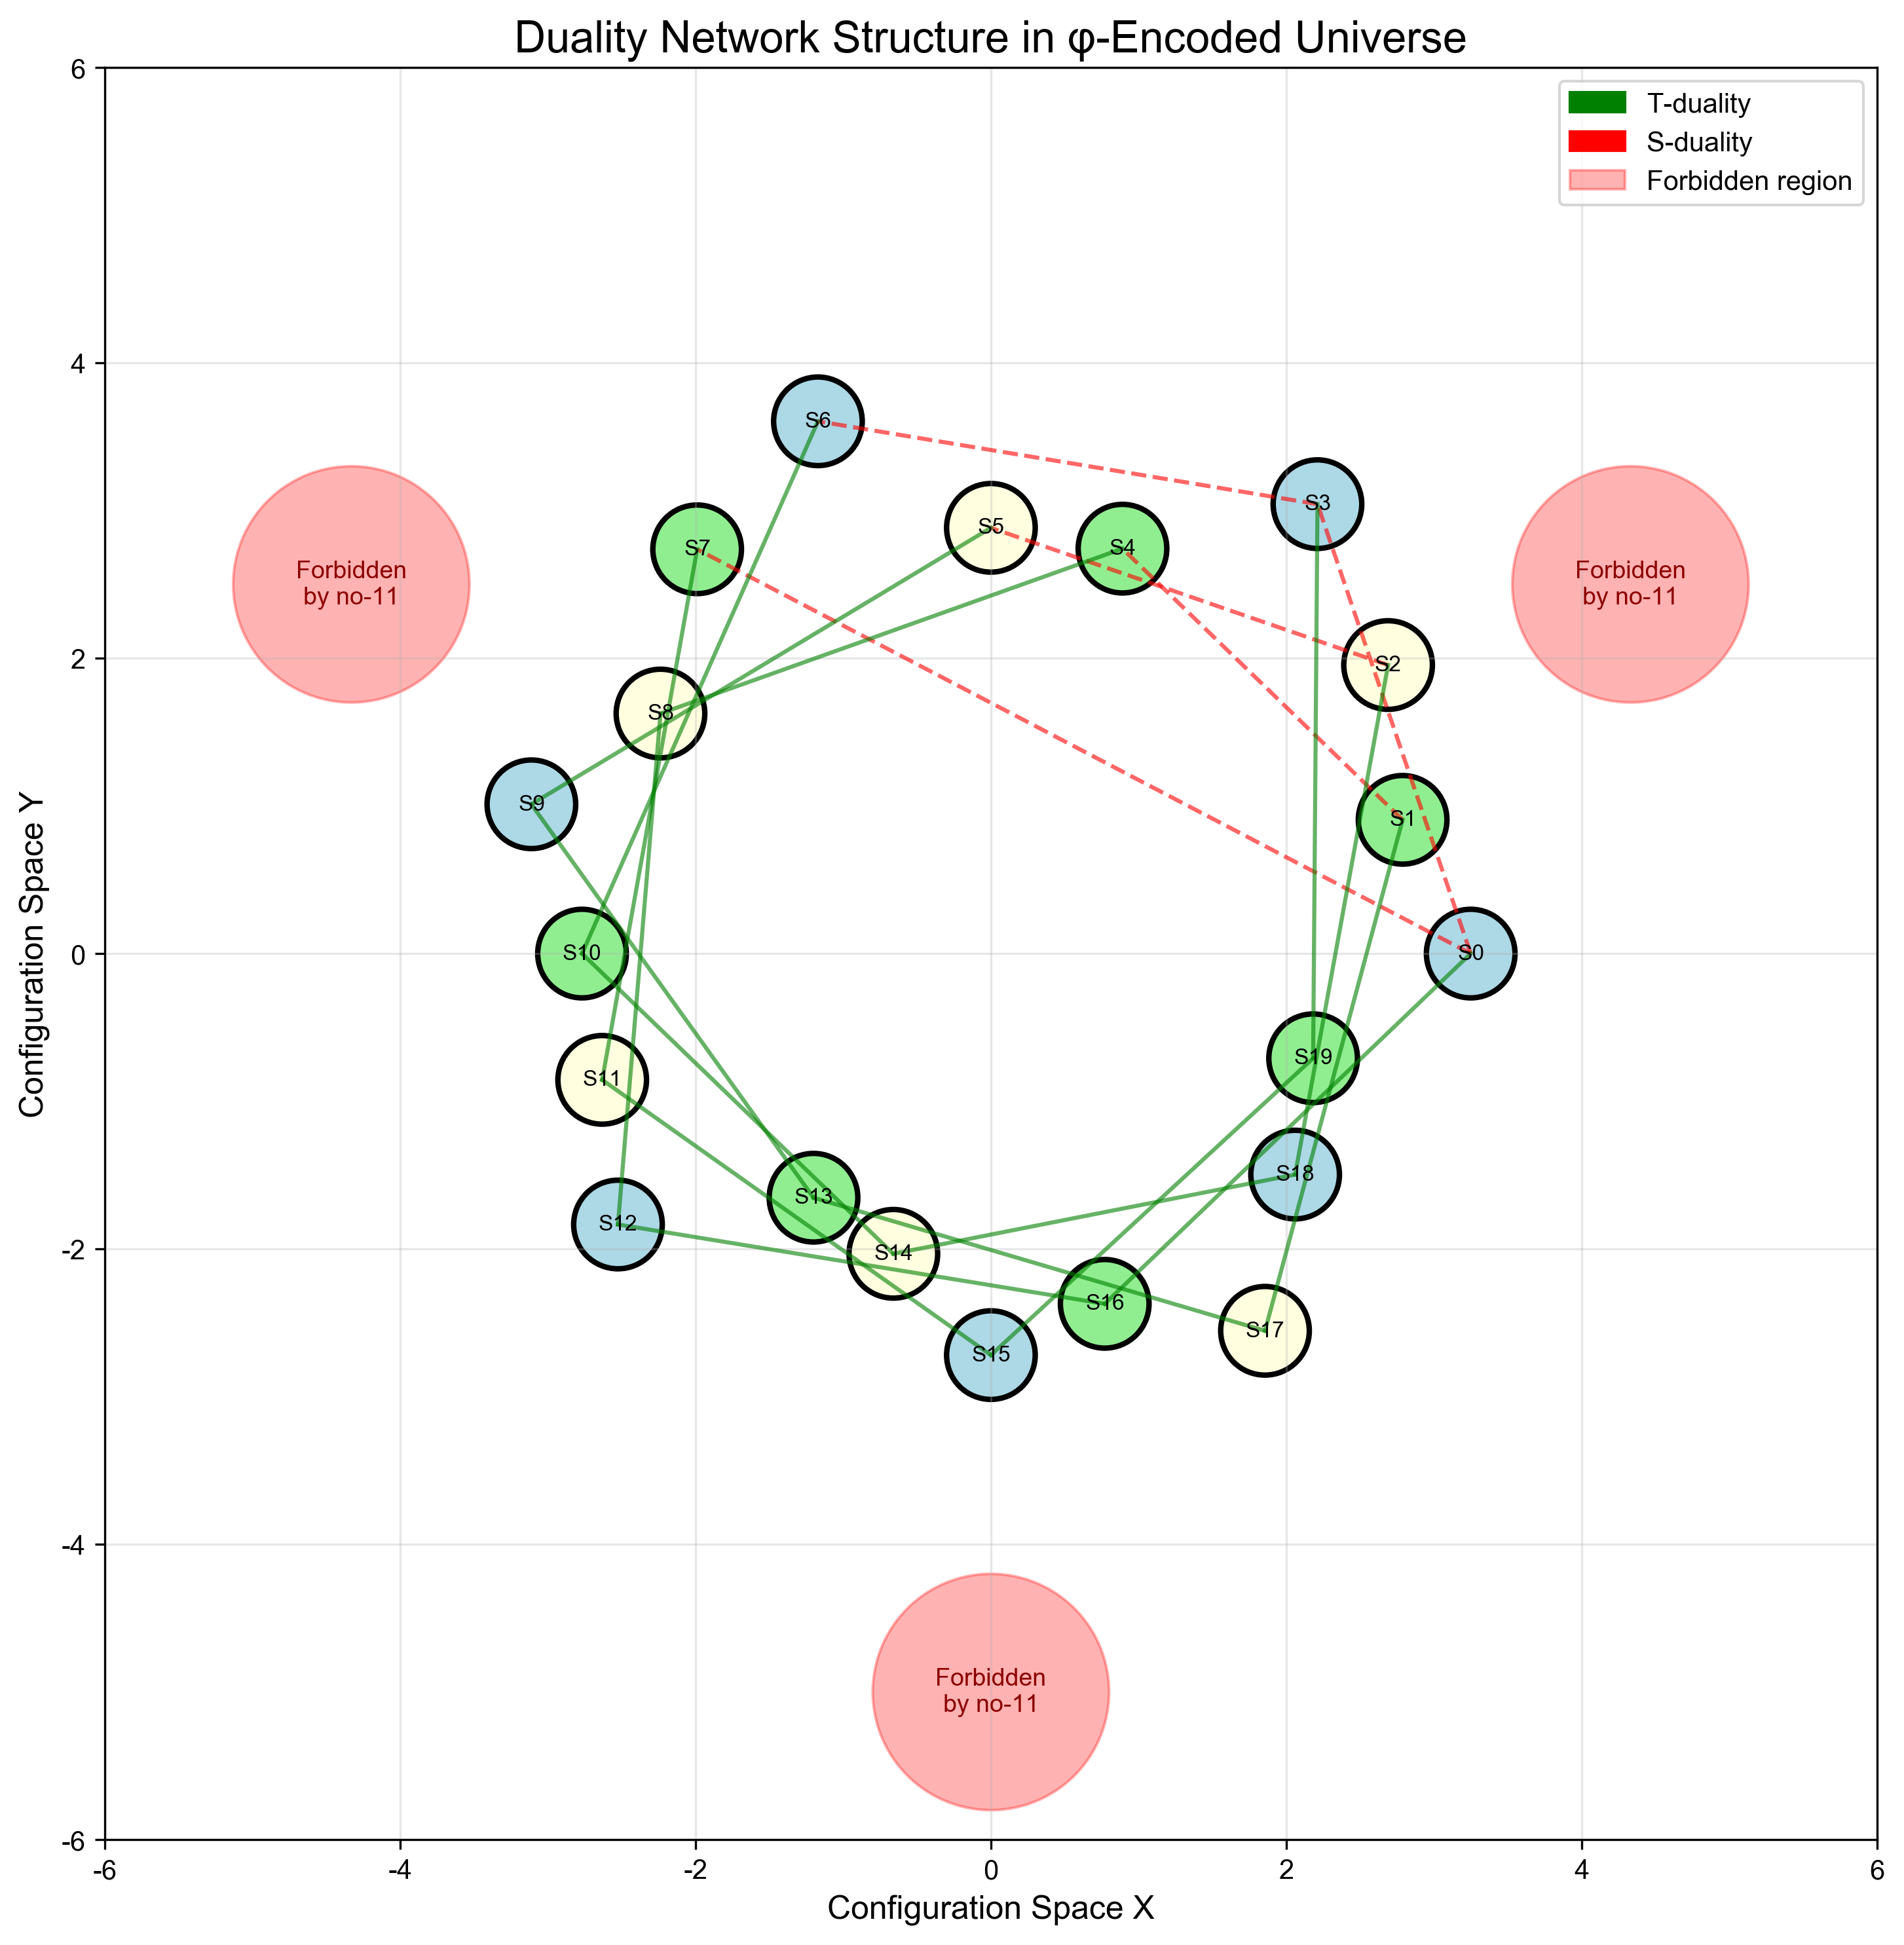 Duality Network Structure in φ-Encoded Universe
T-duality
S-duality
Forbidden region
Configuration Space Y
6
4
2
0
-2
-4
-6
S6
S3
S5
S4
S7
Forbidden
by no-11
Forbidden
by no-11
S2
S8
S9
S1
S10
S0
S11
S19
S18
S13
S12
S14
S16
S17
S15
Forbidden
by no-11
-6
-4
-2
0
2
4
6
Configuration Space X